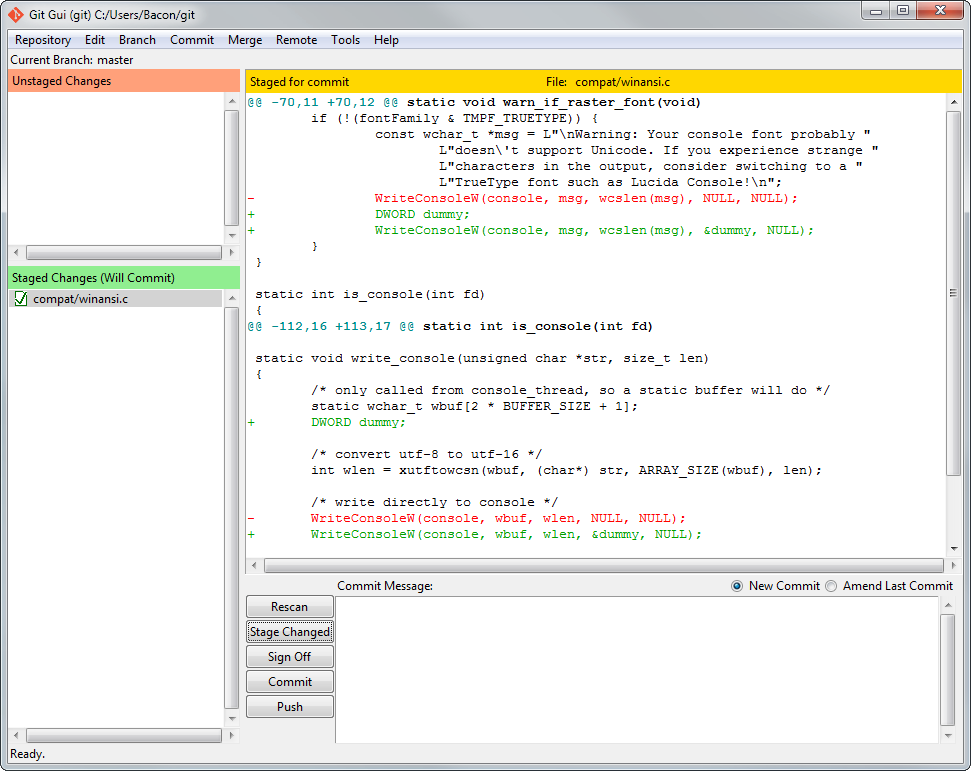 Git Gui (git) C:/Users/Bacon/git
Repository Edit Branch Commit Merge Remote Tools Help
Current Branch: master
Unstaged Changes
Staged Changes (Will Commit)
compat/winansi.c
Staged for commit File: compat/winansi.c
@@ -70,11 +70,12 @@ static void warn_if_raster_font(void)
        if (!(fontFamily & TMPF_TRUETYPE)) {
                const wchar_t *msg = L"\nWarning: Your console font probably "
                        L"doesn\'t support Unicode. If you experience strange "
                        L"characters in the output, consider switching to a "
                        L"TrueType font such as Lucida Console!\n";
-               WriteConsoleW(console, msg, wcslen(msg), NULL, NULL);
+               DWORD dummy;
+               WriteConsoleW(console, msg, wcslen(msg), &dummy, NULL);
        }
 }

 static int is_console(int fd)
 {
@@ -112,16 +113,17 @@ static int is_console(int fd)

 static void write_console(unsigned char *str, size_t len)
 {
        /* only called from console_thread, so a static buffer will do */
        static wchar_t wbuf[2 * BUFFER_SIZE + 1];
+       DWORD dummy;

        /* convert utf-8 to utf-16 */
        int wlen = xutftowcsn(wbuf, (char*) str, ARRAY_SIZE(wbuf), len);

        /* write directly to console */
-       WriteConsoleW(console, wbuf, wlen, NULL, NULL);
+       WriteConsoleW(console, wbuf, wlen, &dummy, NULL);
Commit Message: New Commit Amend Last Commit
Rescan
Stage Changed
Sign Off
Commit
Push
Ready.